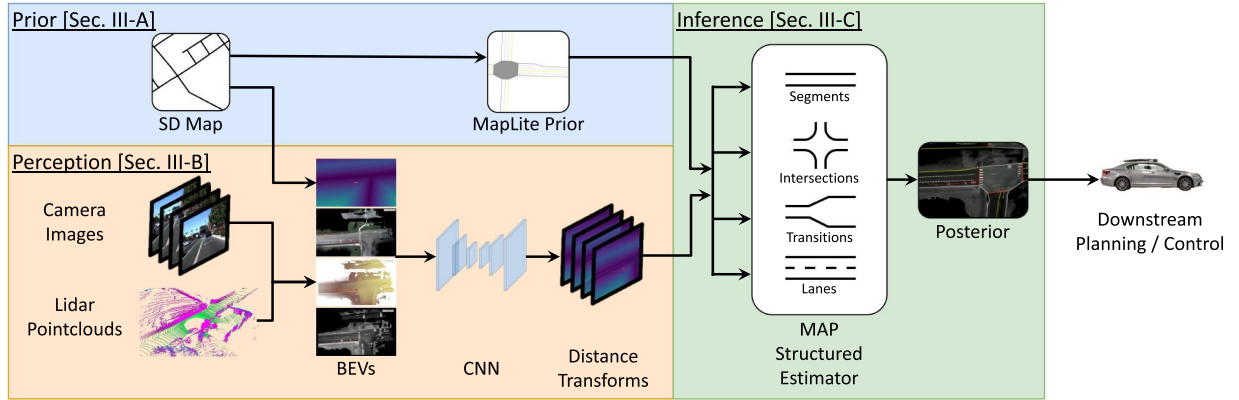 Prior [Sec. III-A]
SD Map
MapLite Prior
Perception [Sec. III-B]
Camera
Images
Lidar
Pointclouds
BEVs
CNN
Distance
Transforms
Inference [Sec. III-C]
Segments
Intersections
Transitions
Lanes
MAP
Structured
Estimator
Posterior
Downstream
Planning / Control